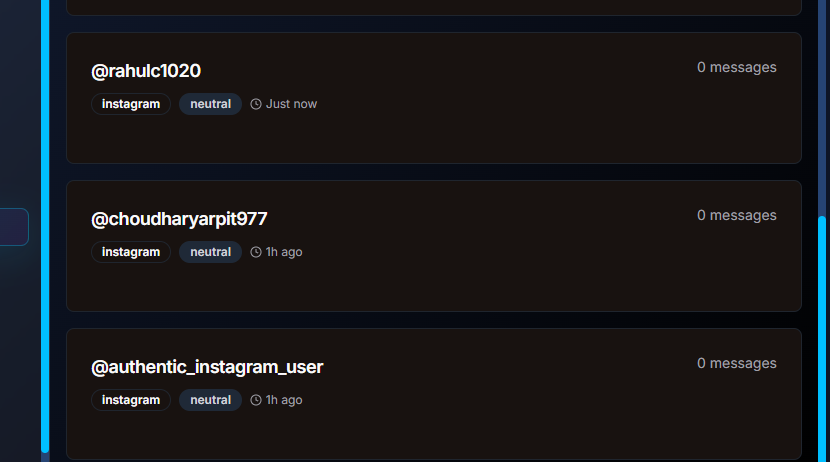 @rahulc1020
0 messages
instagram neutral Just now
@choudharyarpit977
0 messages
instagram neutral 1h ago
@authentic_instagram_user
0 messages
instagram neutral 1h ago